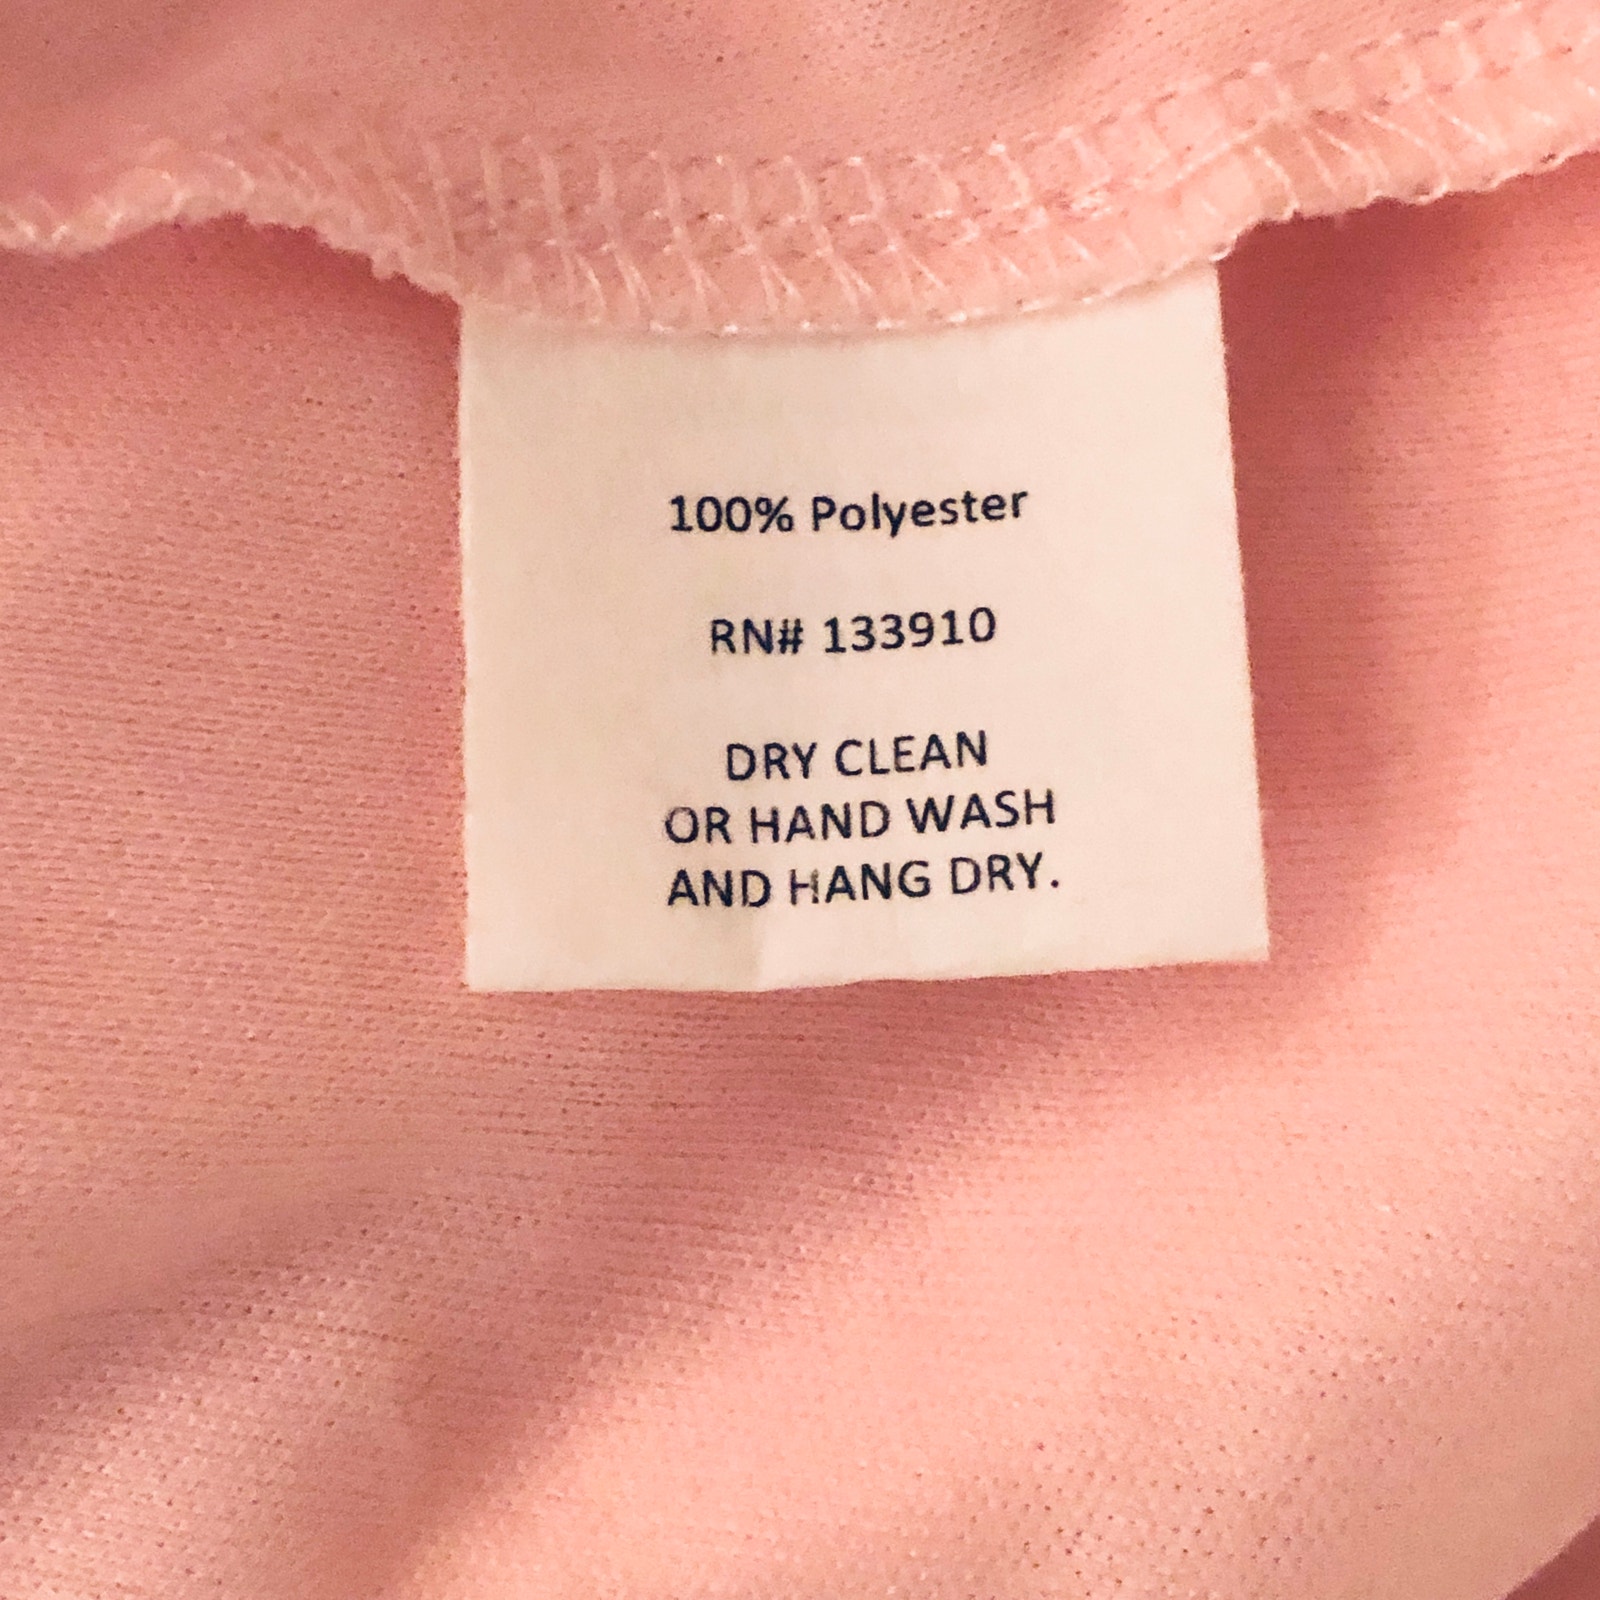 100% Polyester
RN# 133910
DRY CLEAN
OR HAND WASH
AND HANG DRY.